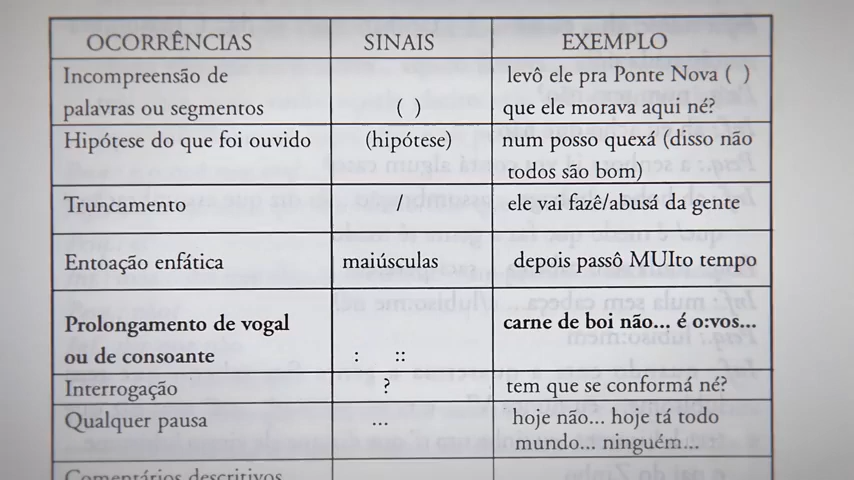 OCORRÊNCIAS SINAIS EXEMPLO
Incompreensão de levô ele pra Ponte Nova ( )
palavras ou segmentos ( ) que ele morava aqui né?
Hipótese do que foi ouvido (hipótese) num posso quexá (disso não
todos são bom)
Truncamento / ele vai fazê/abusá da gente
Entoação enfática maiúsculas depois passô MUIto tempo
Prolongamento de vogal carne de boi não... é o:vos...
ou de consoante : ::
Interrogação ? tem que se conformá né?
Qualquer pausa ... hoje não... hoje tá todo
mundo... ninguém...
Comentários descritivos